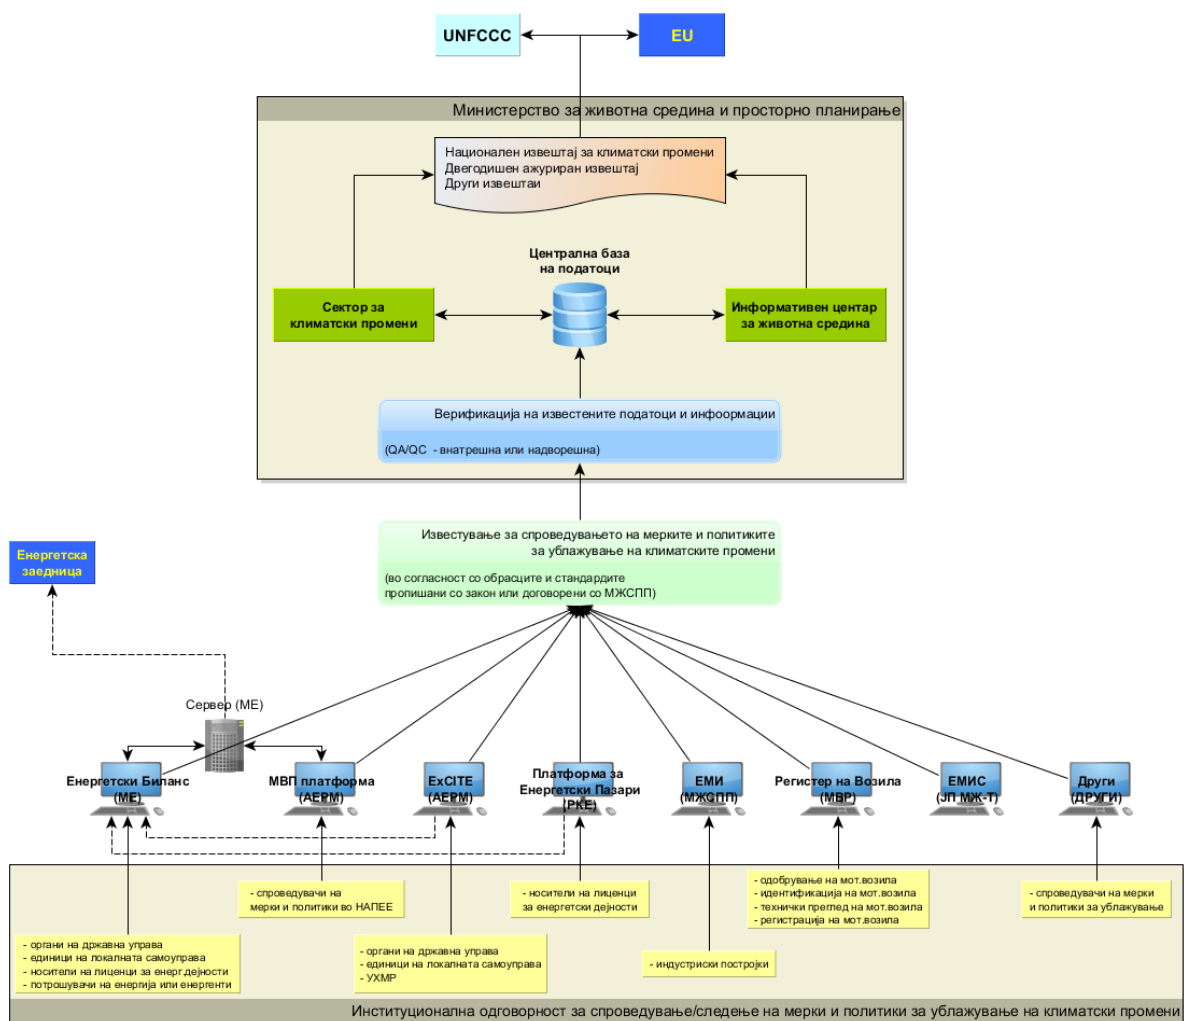 UNFCCC
EU
Министерство за животна средина и просторно планирање
Национален извештај за климатски промени
Двегодишен ажуриран извештај
Други извештаи
Централна база
на податоци
Сектор за
климатски промени
Информативен центар
за животна средина
Верификација на известените податоци и инфоормации
(QA/QC - внатрешна или надворешна)
Известување за спроведувањето на мерките и политиките
за ублажување на климатските промени
(во согласност со обрасците и стандардите
пропишани со закон или договорени со МЖСПП)
Енергетска
заедница
Сервер (МЕ)
Енергетски Биланс
(МЕ)
МВП платформа
(АЕРМ)
ExCITE
(АЕРМ)
Платформа за
Енергетски Пазари
(РКЕ)
ЕМИ
(МЖСПП)
Регистер на Возила
(МВР)
ЕМИС
(ЈП МЖ-Т)
Други
(ДРУГИ)
- органи на државна управа
- единици на локалната самоуправа
- носители на лиценци за енерг.дејности
- потрошувачи на енергија или енергенти
- спроведувачи на
мерки и политики во НАПЕЕ
- органи на државна управа
- единици на локалната самоуправа
- УХМР
- носители на лиценци
за енергетски дејности
- индустриски постројки
- одобрување на мот.возила
- идентификација на мот.возила
- технички преглед на мот.возила
- регистрација на мот.возила
- спроведувачи на мерки
и политики за ублажување
Институционална одговорност за спроведување/следење на мерки и политики за ублажување на климатски промени